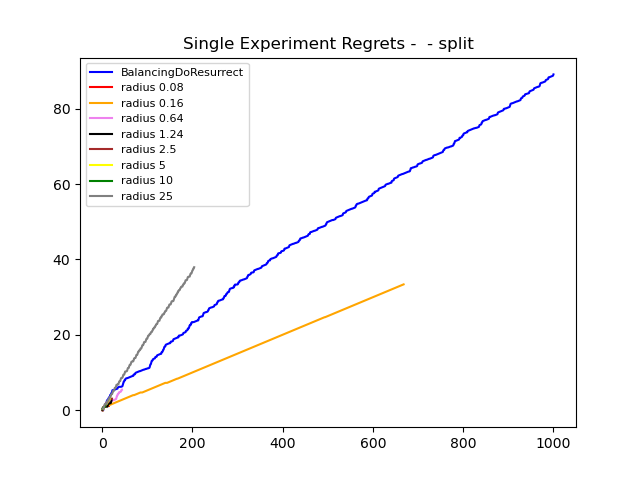 Single Experiment Regrets -  - split
BalancingDoResurrect
radius 0.08
radius 0.16
radius 0.64
radius 1.24
radius 2.5
radius 5
radius 10
radius 25
80
60
40
20
0
0 200 400 600 800 1000